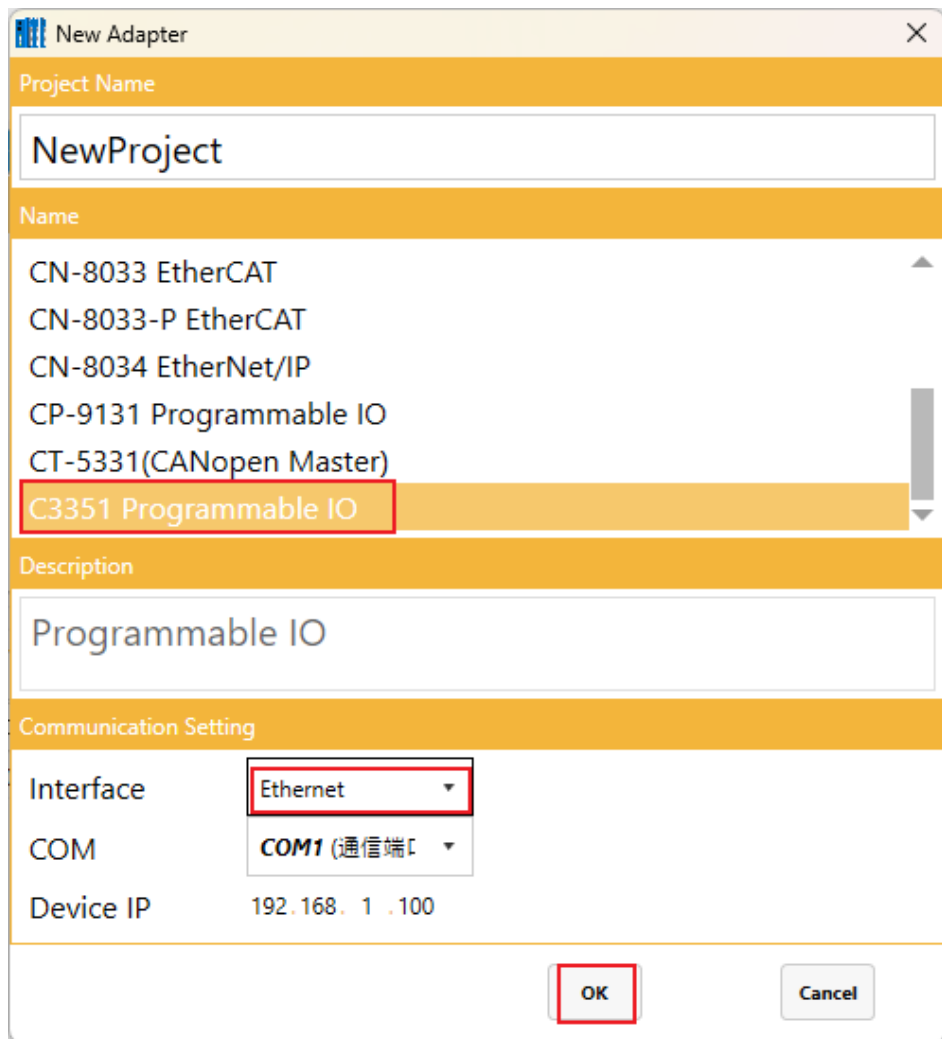 New Adapter
Project Name
NewProject
Name
CN-8033 EtherCAT
CN-8033-P EtherCAT
CN-8034 EtherNet/IP
CP-9131 Programmable IO
CT-5331(CANopen Master)
C3351 Programmable IO
Description
Programmable IO
Communication Setting
Interface Ethernet
COM COM1 (通信端
Device IP 192.168. 1 .100
OK Cancel